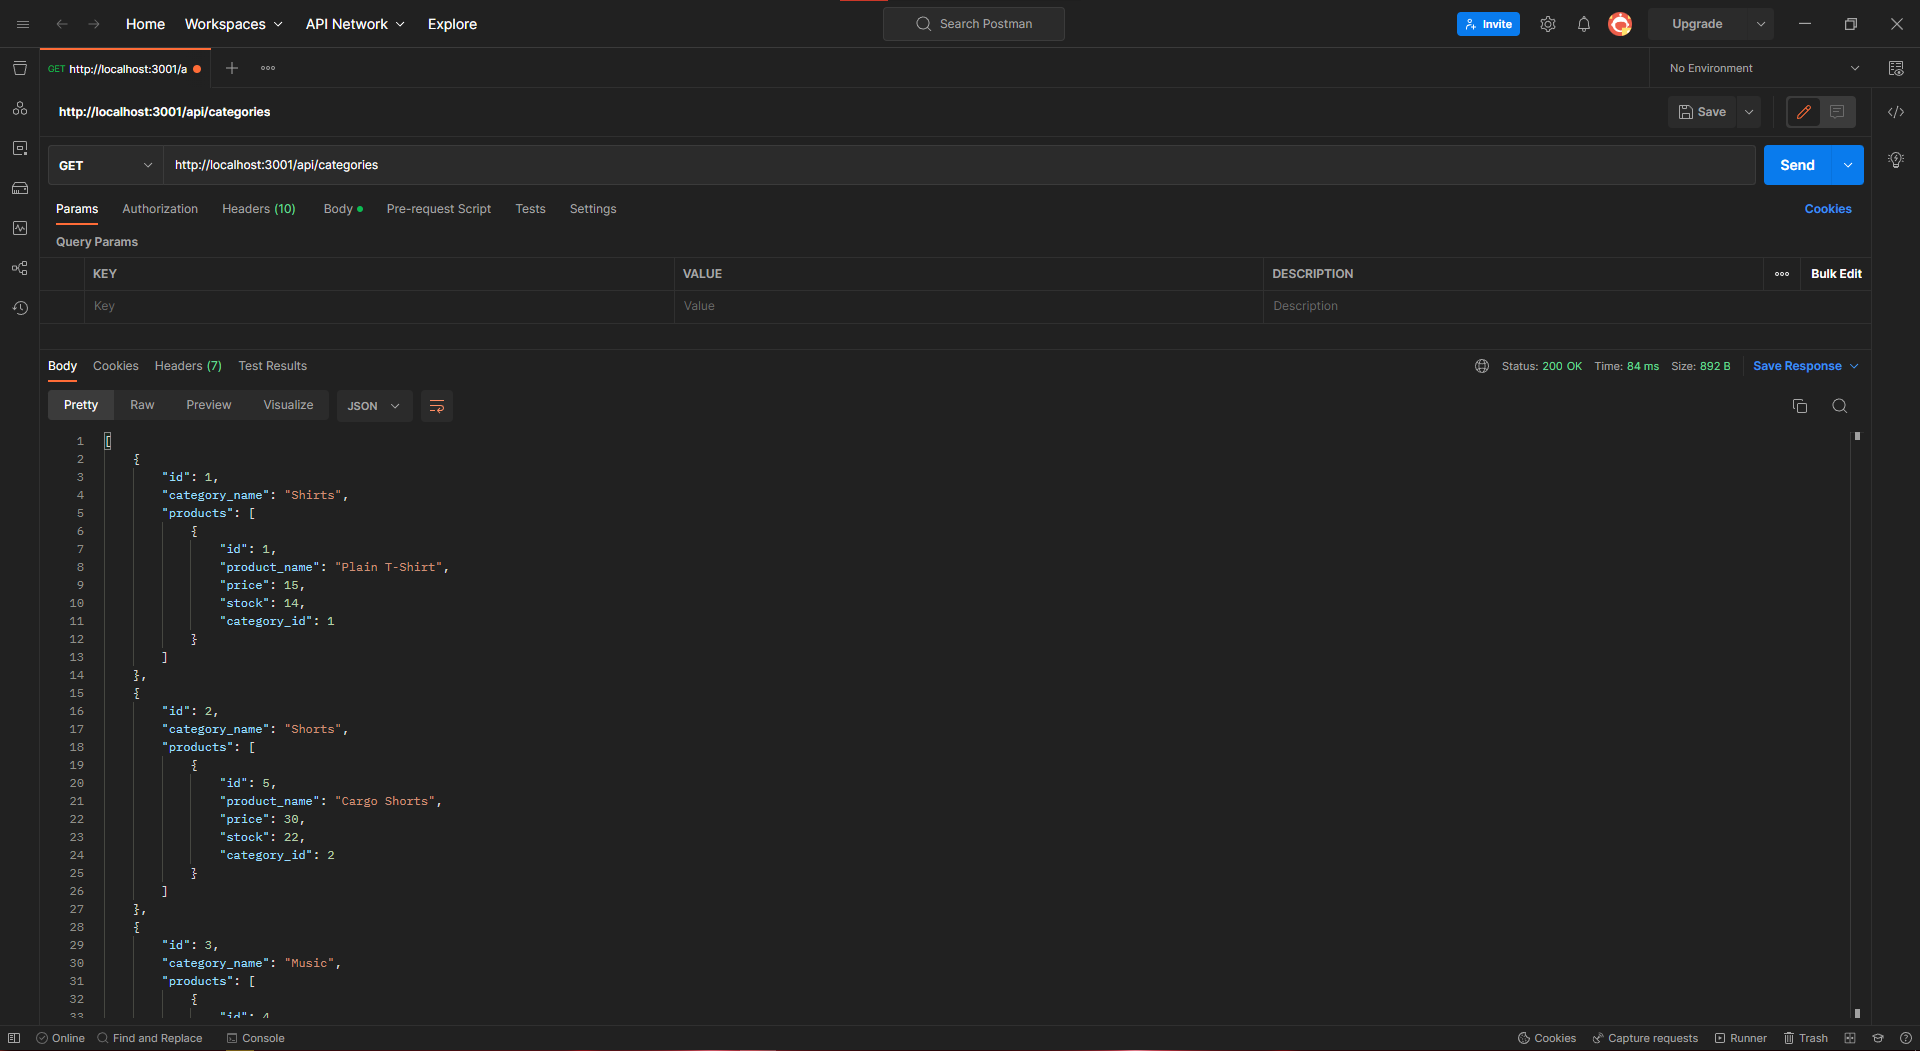 Home Workspaces API Network Explore Search Postman Invite Upgrade
GET http://localhost:3001/a No Environment
http://localhost:3001/api/categories Save
GET http://localhost:3001/api/categories Send
Params Authorization Headers (10) Body Pre-request Script Tests Settings Cookies
Query Params
KEY VALUE DESCRIPTION Bulk Edit
Key Value Description
Body Cookies Headers (7) Test Results Status: 200 OK Time: 84 ms Size: 892 B Save Response
Pretty Raw Preview Visualize JSON
1 [
2 {
3 "id": 1,
4 "category_name": "Shirts",
5 "products": [
6 {
7 "id": 1,
8 "product_name": "Plain T-Shirt",
9 "price": 15,
10 "stock": 14,
11 "category_id": 1
12 }
13 ]
14 },
15 {
16 "id": 2,
17 "category_name": "Shorts",
18 "products": [
19 {
20 "id": 5,
21 "product_name": "Cargo Shorts",
22 "price": 30,
23 "stock": 22,
24 "category_id": 2
25 }
26 ]
27 },
28 {
29 "id": 3,
30 "category_name": "Music",
31 "products": [
32 {
33 "id": 4
Online Find and Replace Console Cookies Capture requests Runner Trash